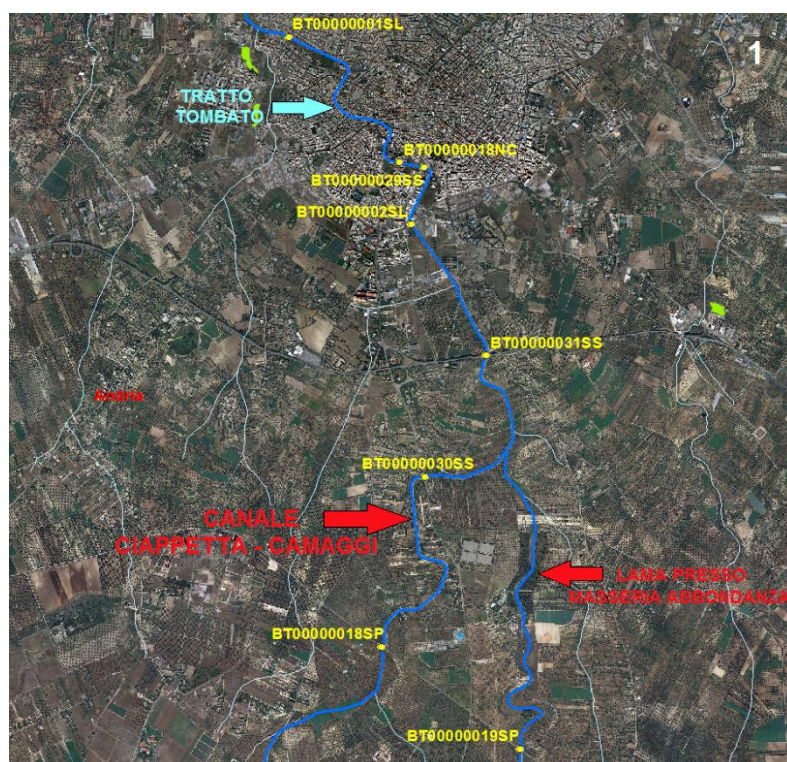 BT00000001SL
1
TRATTO
TOMBATO
BT00000018NC
BT00000029SS
BT00000002SL
BT00000031SS
Andria
BT00000030SS
CANALE
CIAPPETTA - CAMAGGI
LAMA PRESSO
MASSERIA ABBONDANZA
BT00000018SP
BT00000019SP